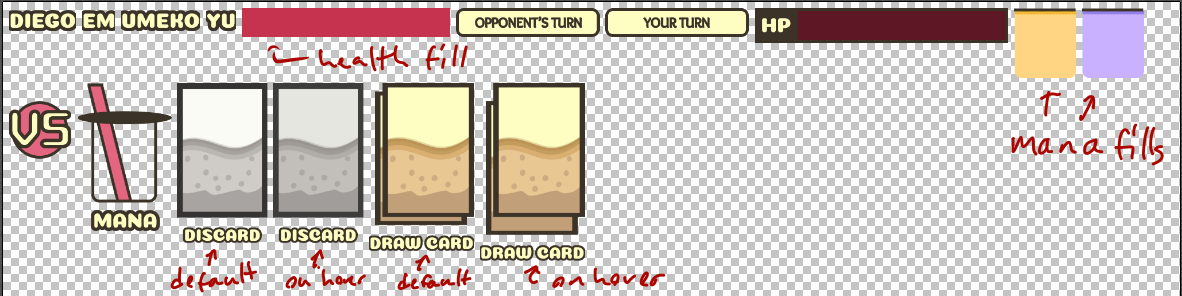 DIEGO EM UMEKO YU
OPPONENT'S TURN
YOUR TURN
HP
health fill
VS
MANA
DISCARD
DISCARD
DRAW CARD
DRAW CARD
default
on hover
default
on hover
mana fills